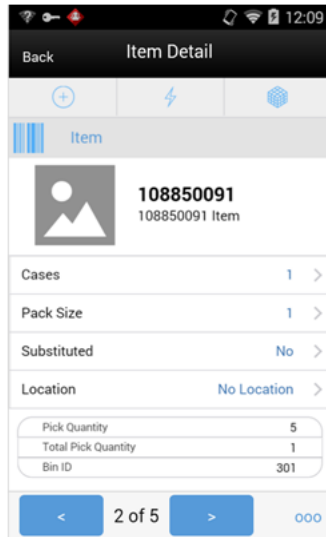 12:09
Back Item Detail
Item
108850091
108850091 Item
Cases 1 >
Pack Size 1 >
Substituted No >
Location No Location >
Pick Quantity 5
Total Pick Quantity 1
Bin ID 301
< 2 of 5 > ooo